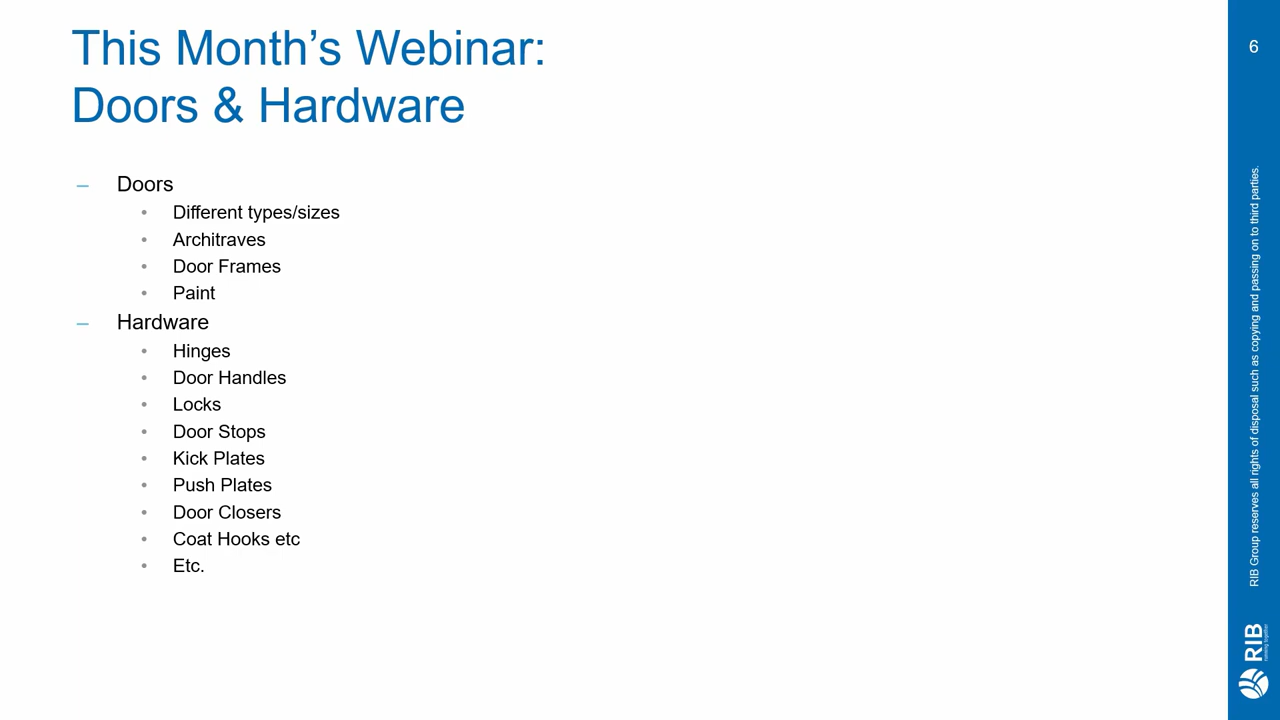 This Month's Webinar:
Doors & Hardware
– Doors
• Different types/sizes
• Architraves
• Door Frames
• Paint
– Hardware
• Hinges
• Door Handles
• Locks
• Door Stops
• Kick Plates
• Push Plates
• Door Closers
• Coat Hooks etc
• Etc.
6
RIB Group reserves all rights of disposal such as copying and passing on to third parties.
RIB
running together